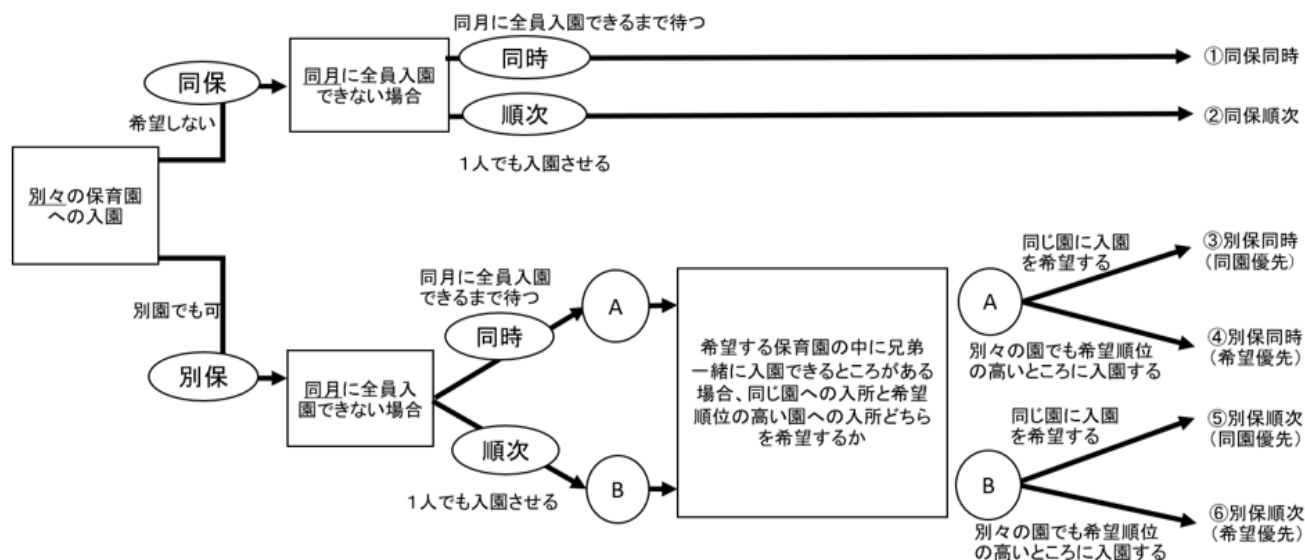 同月に全員入園できるまで待つ
同時
①同保同時
同保
同月に全員入園
できない場合
順次
②同保順次
希望しない
1人でも入園させる
別々の保育園
への入園
同じ園に入園
を希望する
③別保同時
(同園優先)
同月に全員入園
できるまで待つ
別園でも可
A
A
同時
④別保同時
(希望優先)
別々の園でも希望順位
の高いところに入園する
希望する保育園の中に兄弟
一緒に入園できるところがある
場合、同じ園への入所と希望
順位の高い園への入所どちら
を希望するか
別保
同月に全員入
園できない場合
同じ園に入園
を希望する
⑤別保順次
(同園優先)
順次
B
B
1人でも入園させる
⑥別保順次
(希望優先)
別々の園でも希望順位
の高いところに入園する